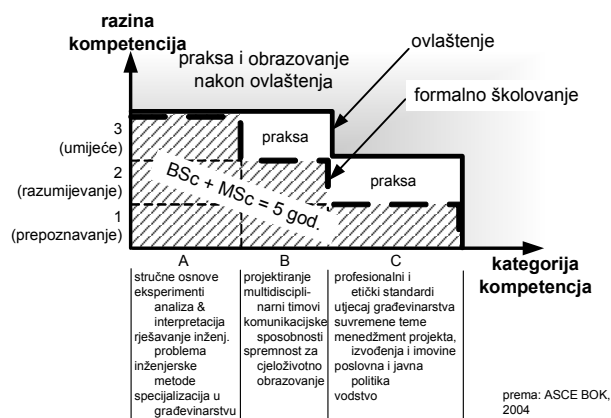 razina
kompetencija
praksa i obrazovanje
nakon ovlaštenja
ovlaštenje
formalno školovanje
3
(umijeće)
praksa
2
(razumijevanje)
praksa
BSc + MSc = 5 god.
1
(prepoznavanje)
A
B
C
kategorija
kompetencja
stručne osnove
eksperimenti
analiza &
interpretacija
rješavanje inženj.
problema
inženjerske
metode
specijalizacija u
građevinarstvu
projektiranje
multidiscipli-
narni timovi
komunikacijske
sposobnosti
spremnost za
cjeloživotno
obrazovanje
profesionalni i
etički standardi
utjecaj građevinarstva
suvremene teme
menedžment projekta,
izvođenja i imovine
poslovna i javna
politika
vodstvo
prema: ASCE BOK,
2004